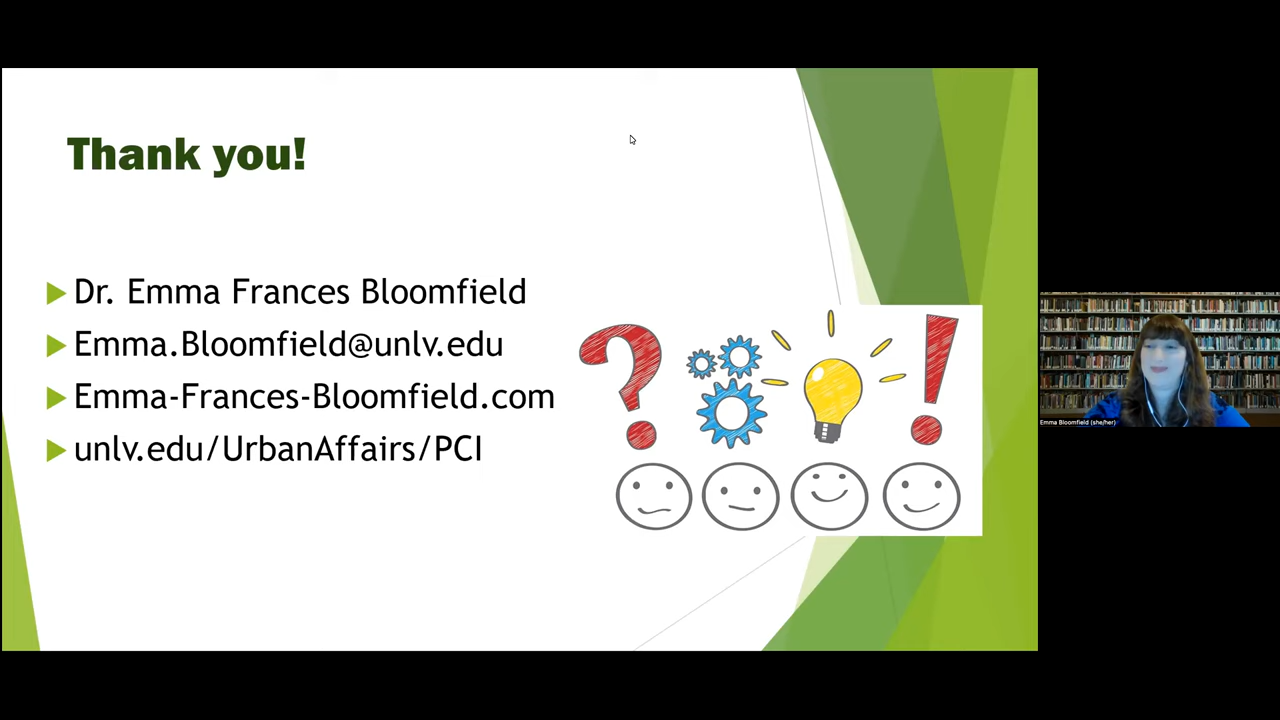 Thank you!
Dr. Emma Frances Bloomfield
Emma.Bloomfield@unlv.edu
Emma-Frances-Bloomfield.com
unlv.edu/UrbanAffairs/PCI
Emma Bloomfield (she/her)